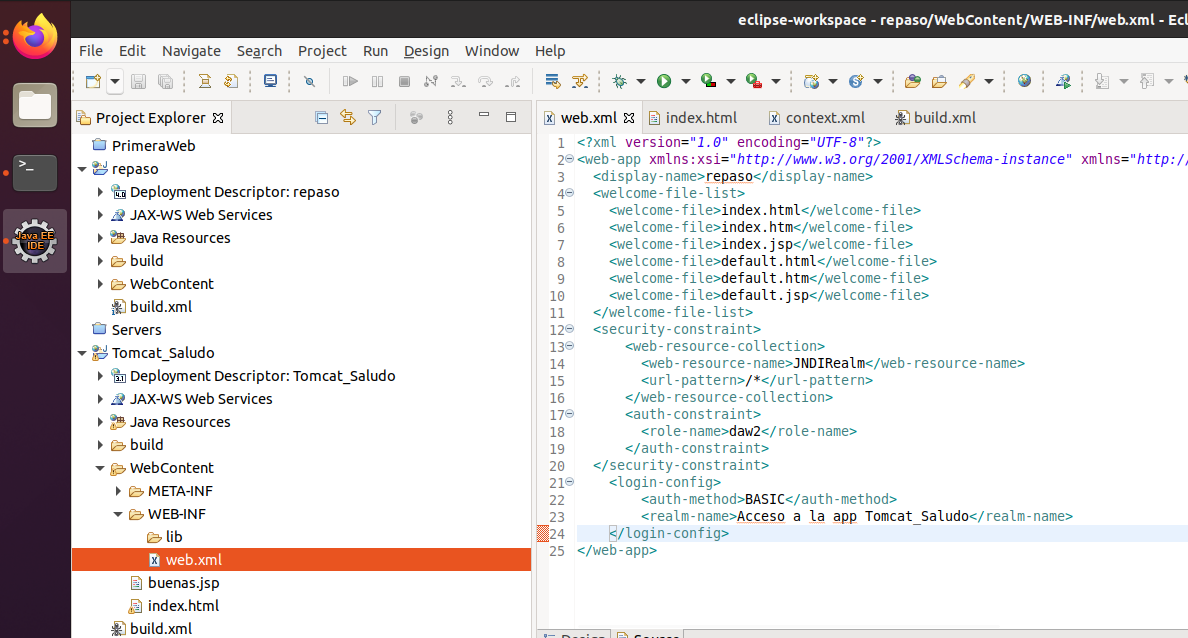 eclipse-workspace - repaso/WebContent/WEB-INF/web.xml - Ecl
File Edit Navigate Search Project Run Design Window Help
Project Explorer
web.xml index.html context.xml build.xml
PrimeraWeb
repaso
Deployment Descriptor: repaso
JAX-WS Web Services
Java Resources
build
WebContent
build.xml
Servers
Tomcat_Saludo
Deployment Descriptor: Tomcat_Saludo
JAX-WS Web Services
Java Resources
build
WebContent
META-INF
WEB-INF
lib
web.xml
buenas.jsp
index.html
build.xml
Java EE
IDE
1 <?xml version="1.0" encoding="UTF-8"?>
2 <web-app xmlns:xsi="http://www.w3.org/2001/XMLSchema-instance" xmlns="http:/
3 <display-name>repaso</display-name>
4 <welcome-file-list>
5 <welcome-file>index.html</welcome-file>
6 <welcome-file>index.htm</welcome-file>
7 <welcome-file>index.jsp</welcome-file>
8 <welcome-file>default.html</welcome-file>
9 <welcome-file>default.htm</welcome-file>
10 <welcome-file>default.jsp</welcome-file>
11 </welcome-file-list>
12 <security-constraint>
13 <web-resource-collection>
14 <web-resource-name>JNDIRealm</web-resource-name>
15 <url-pattern>/*</url-pattern>
16 </web-resource-collection>
17 <auth-constraint>
18 <role-name>daw2</role-name>
19 </auth-constraint>
20 </security-constraint>
21 <login-config>
22 <auth-method>BASIC</auth-method>
23 <realm-name>Acceso a la app Tomcat_Saludo</realm-name>
24 </login-config>
25 </web-app>
Design Source